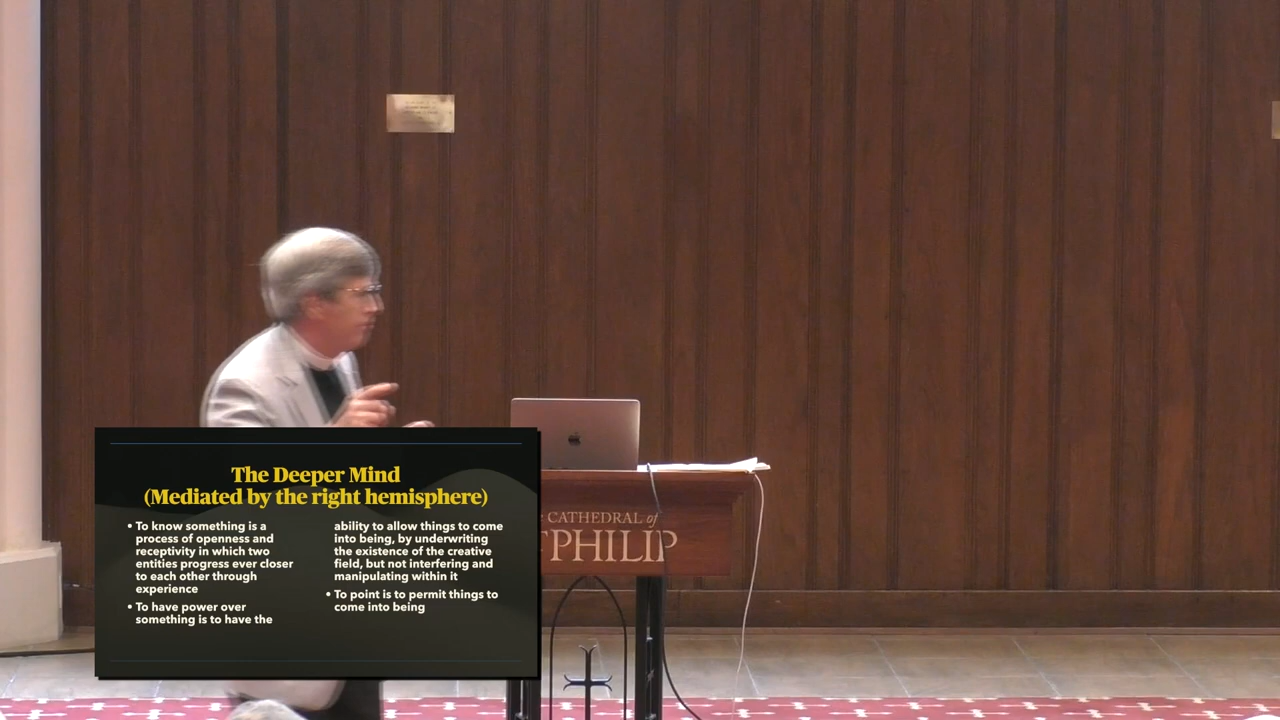 The Deeper Mind
(Mediated by the right hemisphere)
• To know something is a
process of openness and
receptivity in which two
entities progress ever closer
to each other through
experience
• To have power over
something is to have the
ability to allow things to come
into being, by underwriting
the existence of the creative
field, but not interfering and
manipulating within it
• To point is to permit things to
come into being
CATHEDRAL of
PHILIP